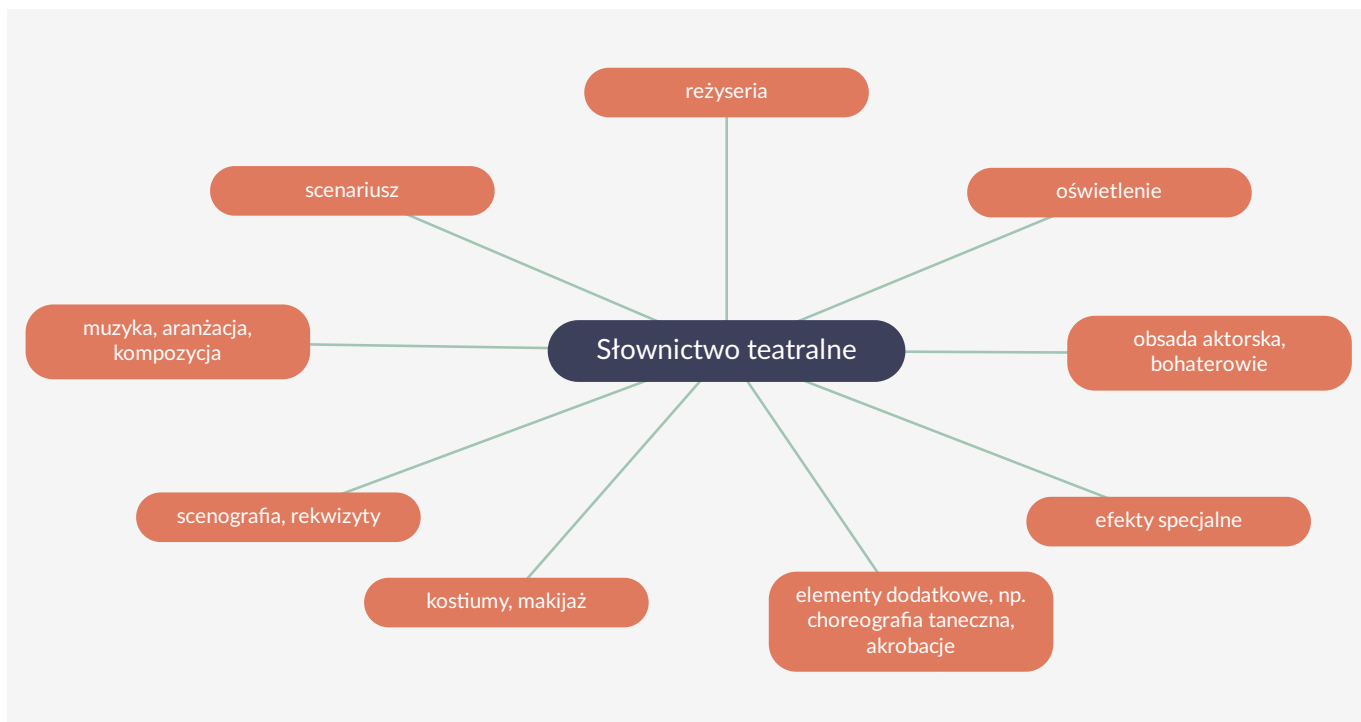 reżyseria
scenariusz
oświetlenie
muzyka, aranżacja,
kompozycja
Słownictwo teatralne
obsada aktorska,
bohaterowie
scenografia, rekwizyty
efekty specjalne
kostiumy, makijaż
elementy dodatkowe, np.
choreografia taneczna,
akrobacje